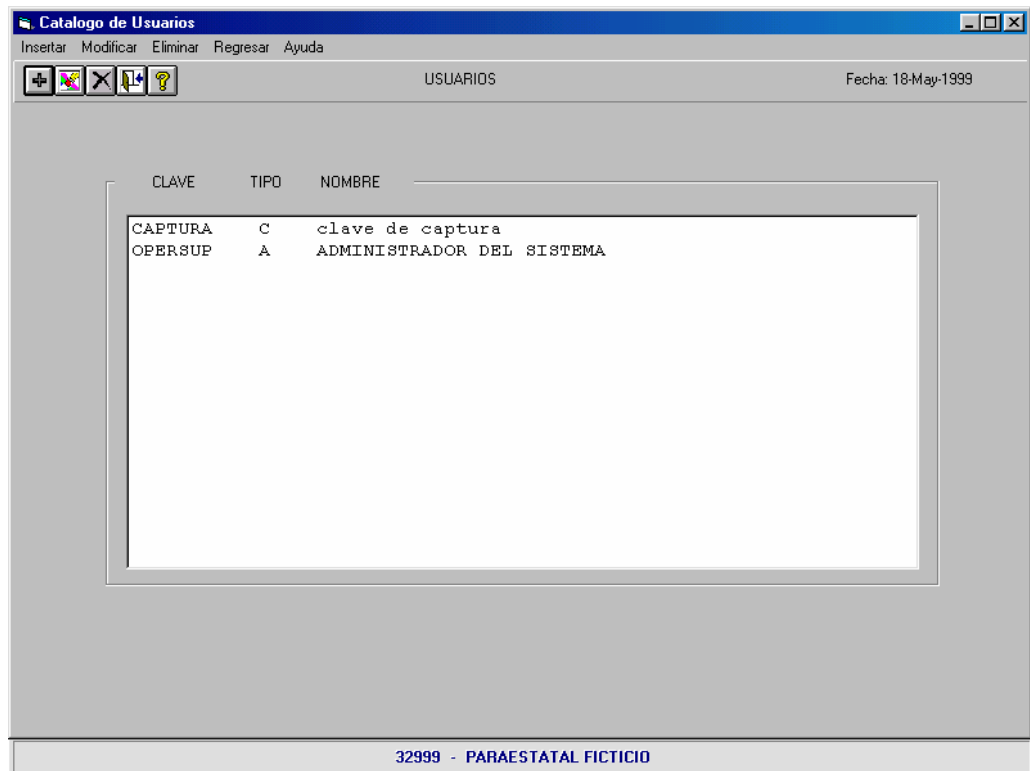 Catalogo de Usuarios
Insertar Modificar Eliminar Regresar Ayuda
USUARIOS Fecha: 18-May-1999
CLAVE TIPO NOMBRE
CAPTURA C clave de captura
OPERSUP A ADMINISTRADOR DEL SISTEMA
32999 - PARAESTATAL FICTICIO